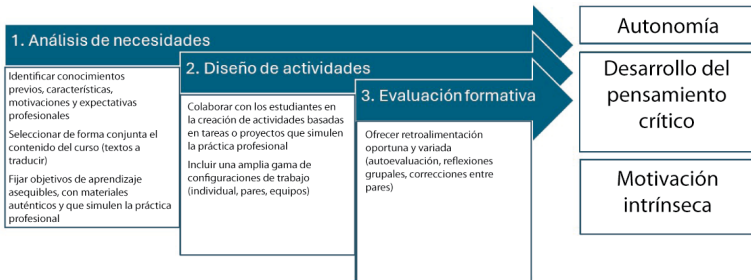 1. Análisis de necesidades
Identificar conocimientos
previos, características,
motivaciones y expectativas
profesionales
Seleccionar de forma conjunta el
contenido del curso (textos a
traducir)
Fijar objetivos de aprendizaje
asequibles, con materiales
auténticos y que simulen la práctica
profesional
2. Diseño de actividades
Colaborar con los estudiantes en
la creación de actividades basadas
en tareas o proyectos que simulen
la práctica profesional
Incluir una amplia gama de
configuraciones de trabajo
(individual, pares, equipos)
3. Evaluación formativa
Ofrecer retroalimentación
oportuna y variada
(autoevaluación, reflexiones
grupales, correcciones entre
pares)
Autonomía
Desarrollo del
pensamiento
crítico
Motivación
intrínseca